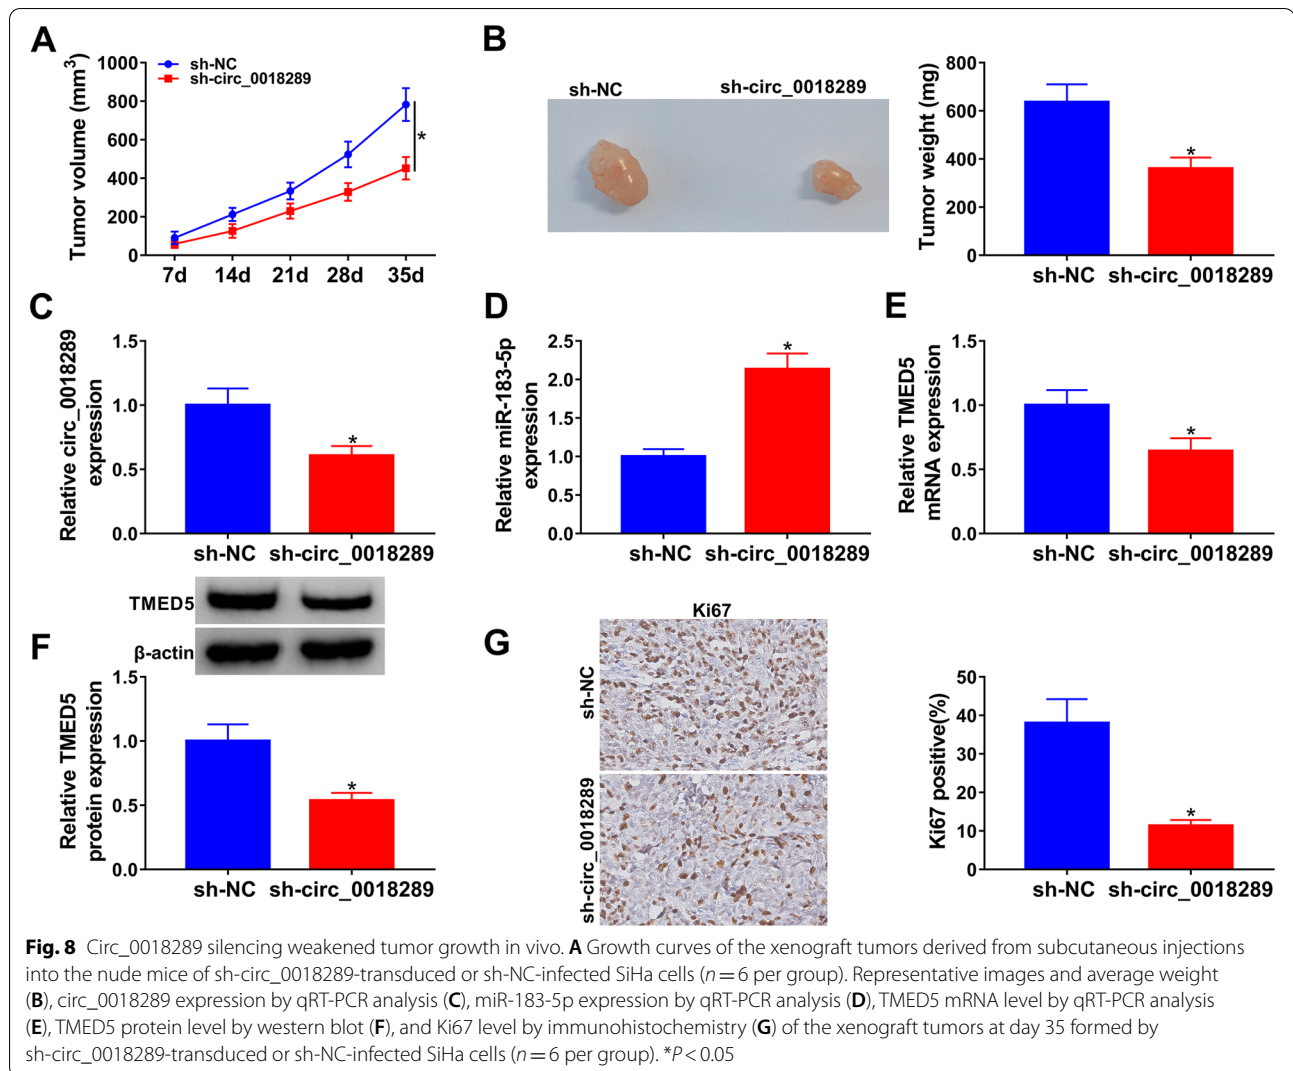 A
Tumor volume (mm3)
1000
800
600
400
200
0
sh-NC
sh-circ_0018289
*
7d 14d 21d 28d 35d
B
sh-NC sh-circ_0018289
Tumor weight (mg)
800
600
400
200
0
*
sh-NC sh-circ_0018289
C
Relative circ_0018289
expression
1.5
1.0
0.5
0.0
*
sh-NC sh-circ_0018289
D
Relative miR-183-5p
expression
2.5
2.0
1.5
1.0
0.5
0.0
*
sh-NC sh-circ_0018289
E
Relative TMED5
mRNA expression
1.5
1.0
0.5
0.0
*
sh-NC sh-circ_0018289
F
TMED5
β-actin
Relative TMED5
protein expression
1.5
1.0
0.5
0.0
*
sh-NC sh-circ_0018289
G
Ki67
sh-NC
sh-circ_0018289
Ki67 positive(%)
50
40
30
20
10
0
*
sh-NC sh-circ_0018289
Fig. 8 Circ_0018289 silencing weakened tumor growth in vivo. A Growth curves of the xenograft tumors derived from subcutaneous injections
into the nude mice of sh-circ_0018289-transduced or sh-NC-infected SiHa cells (n = 6 per group). Representative images and average weight
(B), circ_0018289 expression by qRT-PCR analysis (C), miR-183-5p expression by qRT-PCR analysis (D), TMED5 mRNA level by qRT-PCR analysis
(E), TMED5 protein level by western blot (F), and Ki67 level by immunohistochemistry (G) of the xenograft tumors at day 35 formed by
sh-circ_0018289-transduced or sh-NC-infected SiHa cells (n = 6 per group). *P < 0.05